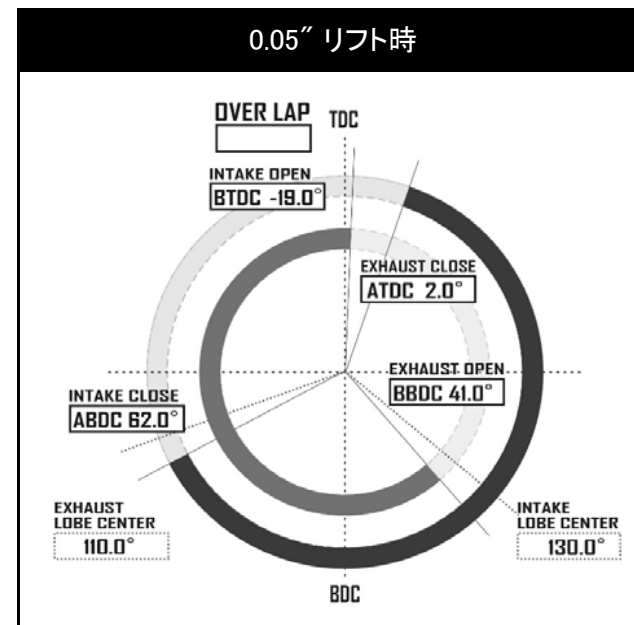 0.05″ リフト時
OVER LAP
TDC
INTAKE OPEN
BTDC -19.0°
EXHAUST CLOSE
ATDC 2.0°
EXHAUST OPEN
BBDC 41.0°
INTAKE CLOSE
ABDC 62.0°
EXHAUST
LOBE CENTER
110.0°
INTAKE
LOBE CENTER
130.0°
BDC